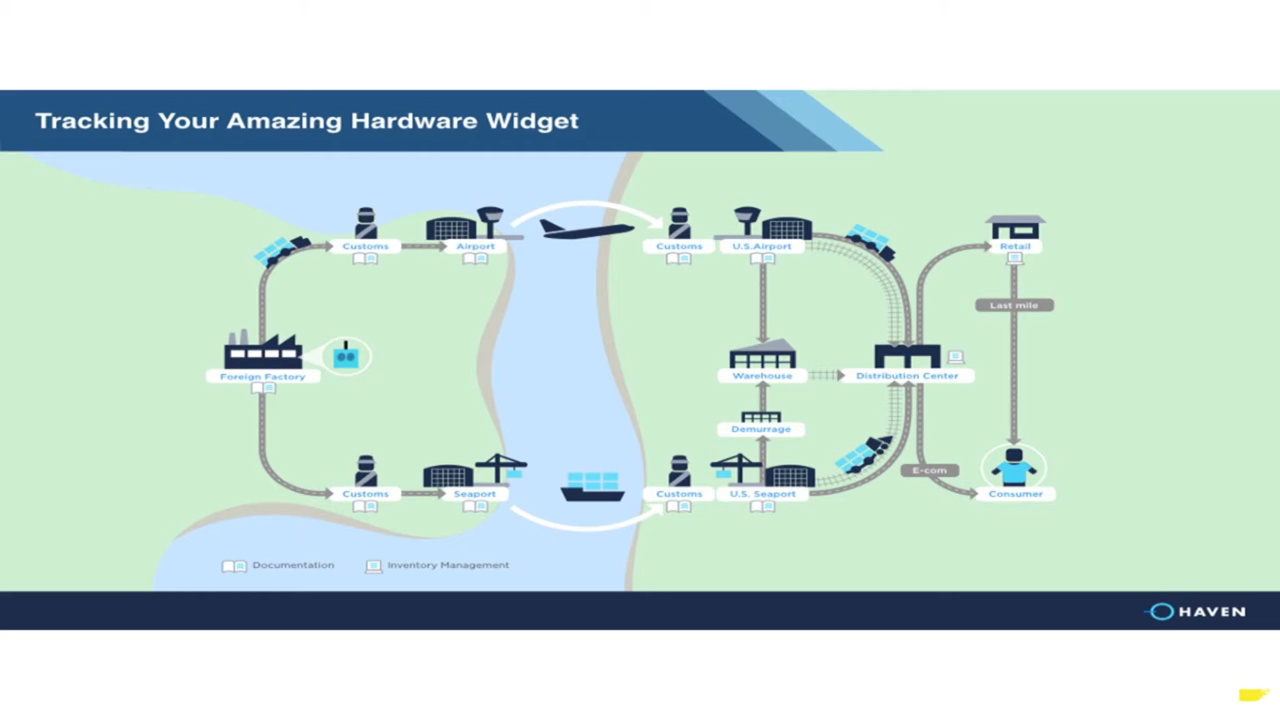 Tracking Your Amazing Hardware Widget
Customs
Airport
Customs
U.S.Airport
Retail
Last mile
Foreign Factory
Warehouse
Distribution Center
Demurrage
E-com
Customs
Seaport
Customs
U.S. Seaport
Consumer
Documentation
Inventory Management
HAVEN